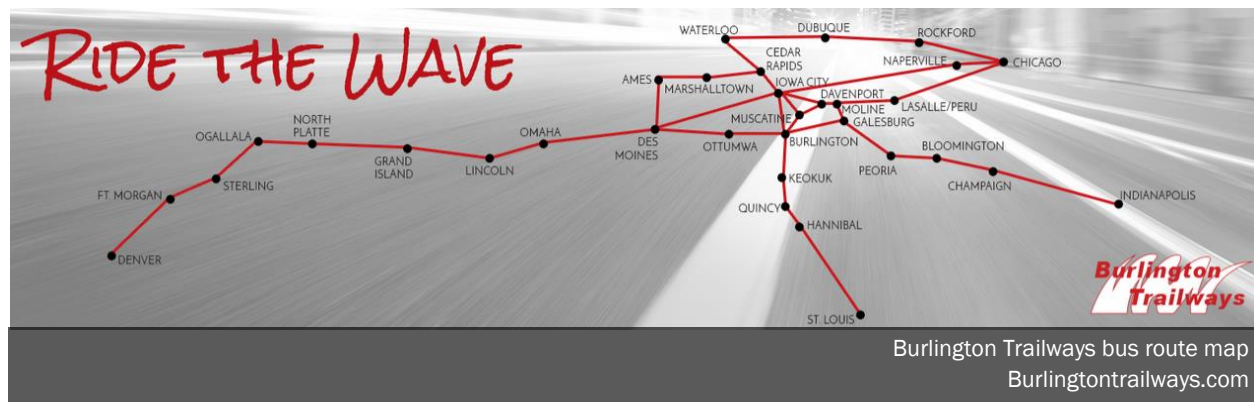 RIDE THE WAVE
WATERLOO
DUBUQUE
ROCKFORD
CEDAR
RAPIDS
NAPERVILLE
CHICAGO
AMES
MARSHALLTOWN
IOWA CITY
DAVENPORT
LASALLE/PERU
MOLINE
MUSCATINE
GALESBURG
NORTH
PLATTE
OGALLALA
OMAHA
DES
MOINES
OTTUMWA
BURLINGTON
BLOOMINGTON
GRAND
ISLAND
LINCOLN
PEORIA
CHAMPAIGN
STERLING
KEOKUK
FT MORGAN
INDIANAPOLIS
QUINCY
HANNIBAL
DENVER
ST. LOUIS
Burlington
Trailways
Burlington Trailways bus route map
Burlingtontrailways.com